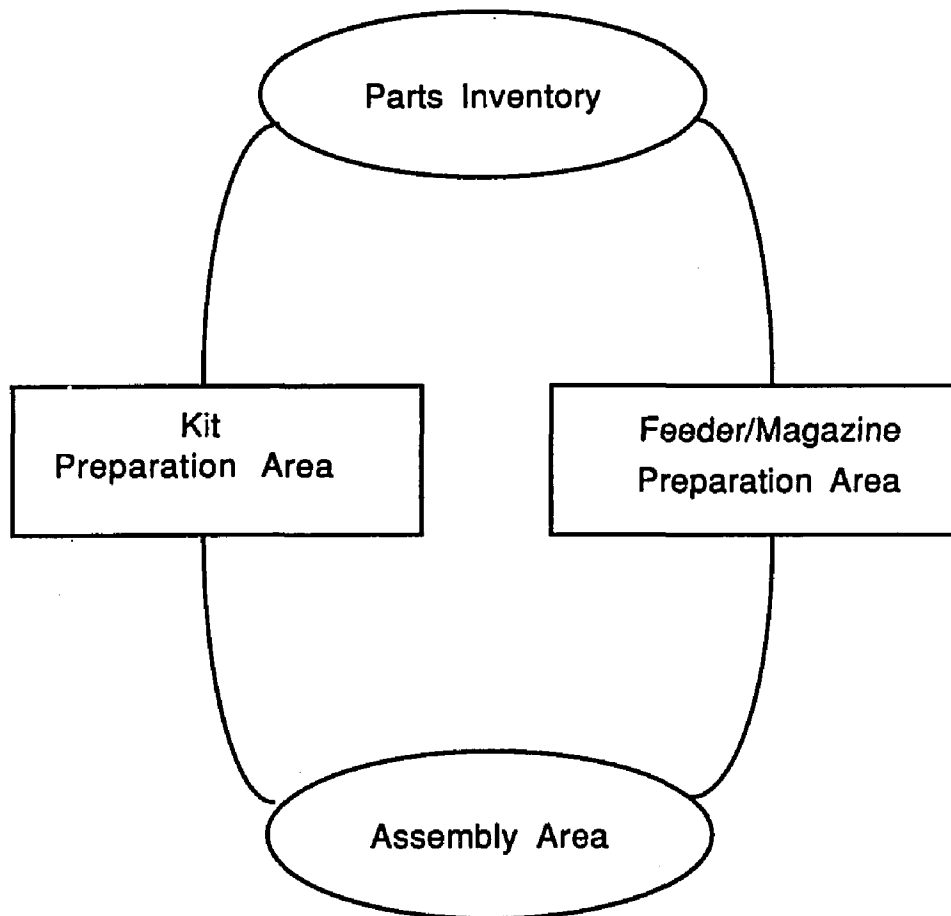 Parts Inventory
Kit
Preparation Area
Feeder/Magazine
Preparation Area
Assembly Area